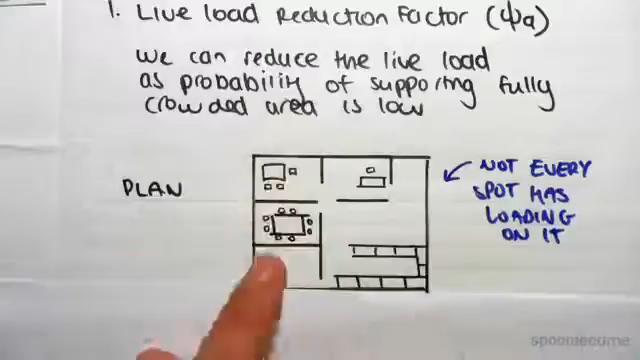 1. Live load Reduction Factor (Ψa)
We can reduce the live load
as probability of supporting fully
crowded area is low
PLAN
NOT EVERY
SPOT HAS
LOADING
ON IT
spoonfedme